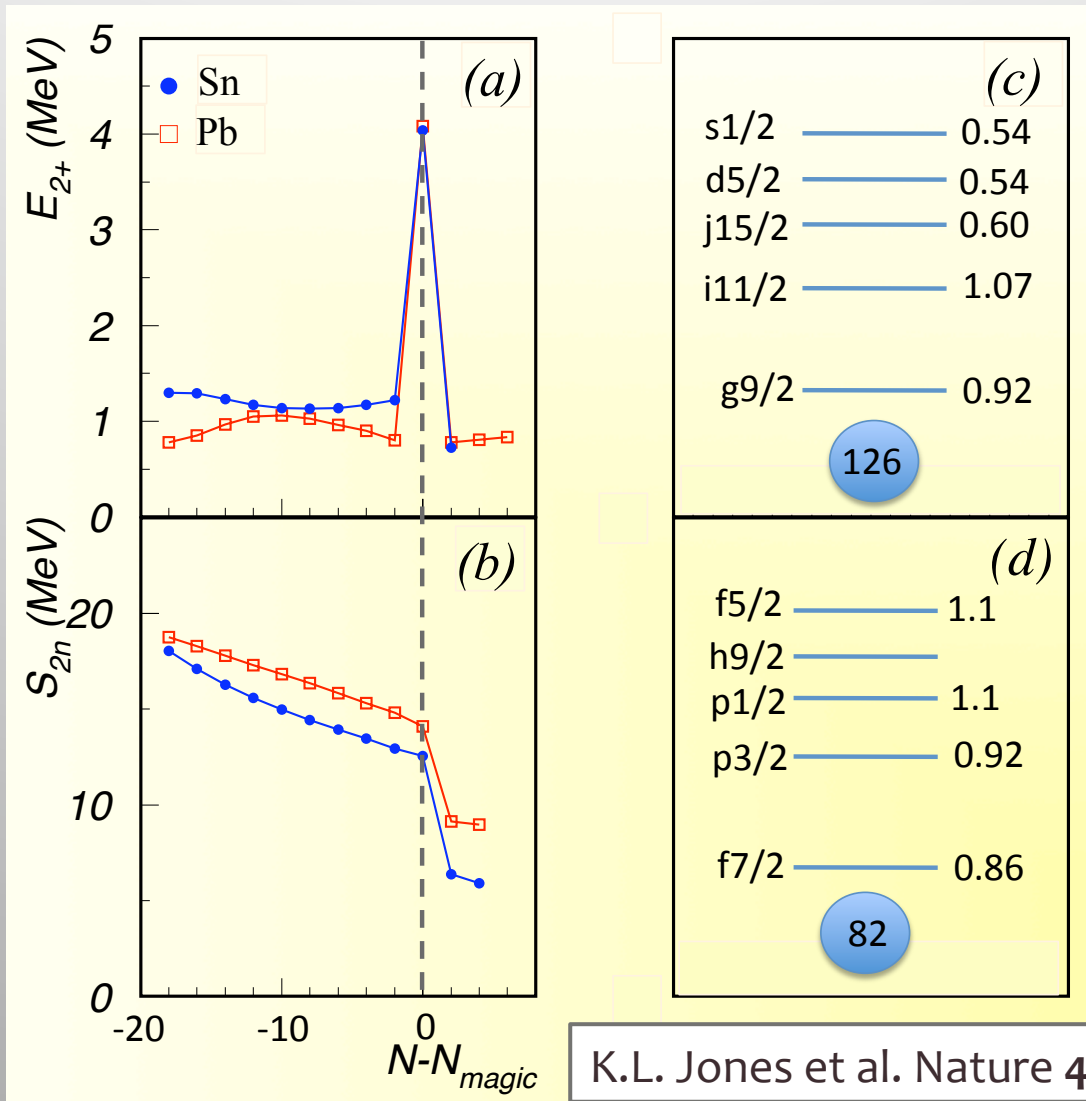 E2+ (MeV)
5
4
3
2
1
0
Sn
Pb
(a)
S2n (MeV)
20
10
0
(b)
-20
-10
0
N-Nmagic
(c)
s1/2 0.54
d5/2 0.54
j15/2 0.60
i11/2 1.07
g9/2 0.92
126
(d)
f5/2 1.1
h9/2
p1/2 1.1
p3/2 0.92
f7/2 0.86
82
K.L. Jones et al. Nature 4